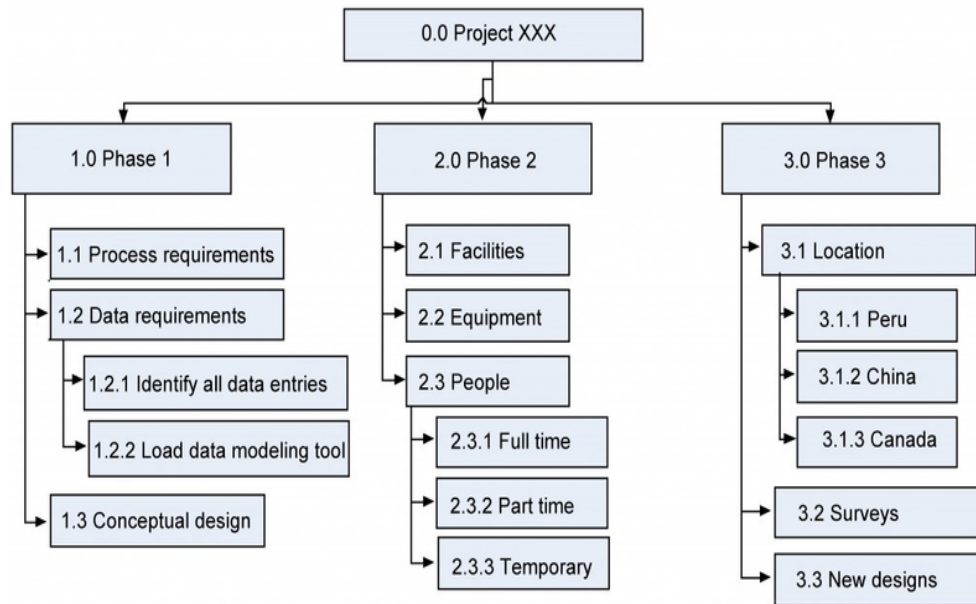 0.0 Project XXX
1.0 Phase 1
1.1 Process requirements
1.2 Data requirements
1.2.1 Identify all data entries
1.2.2 Load data modeling tool
1.3 Conceptual design
2.0 Phase 2
2.1 Facilities
2.2 Equipment
2.3 People
2.3.1 Full time
2.3.2 Part time
2.3.3 Temporary
3.0 Phase 3
3.1 Location
3.1.1 Peru
3.1.2 China
3.1.3 Canada
3.2 Surveys
3.3 New designs